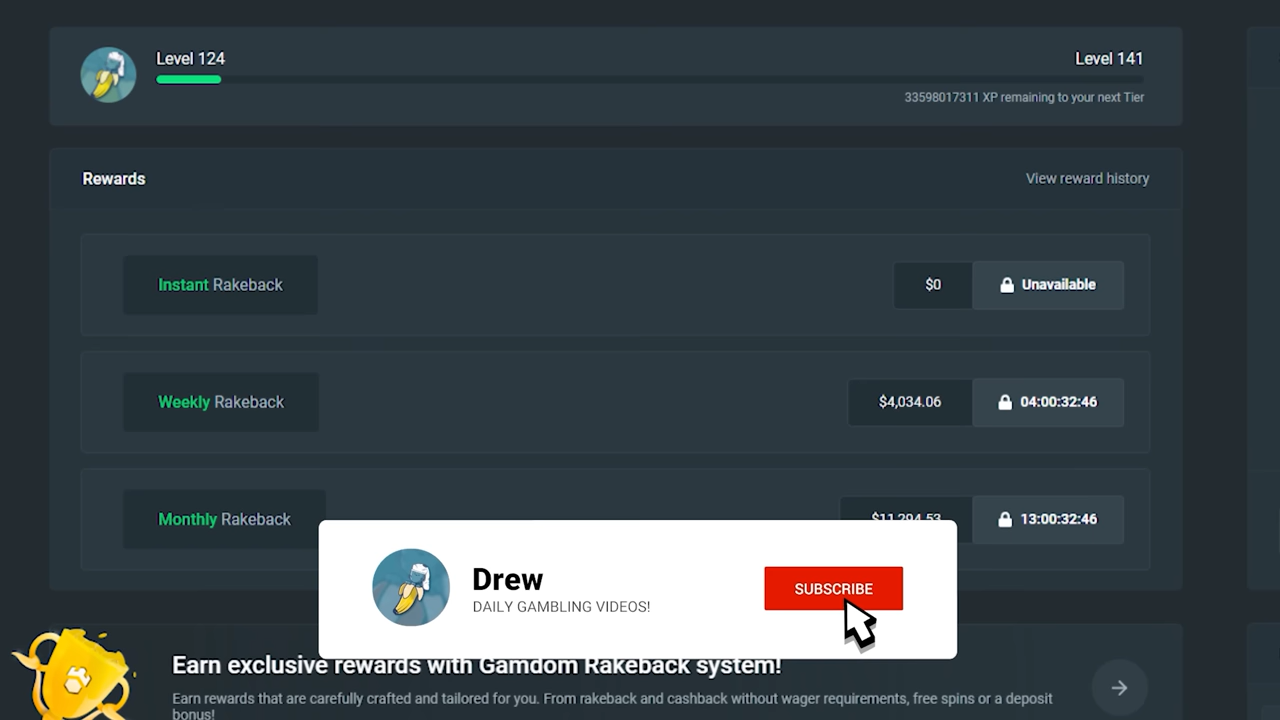 Level 124
Level 141
33598017311 XP remaining to your next Tier
Rewards
View reward history
Instant Rakeback
$0
Unavailable
Weekly Rakeback
$4,034.06
04:00:32:46
Monthly Rakeback
$11,294.53
13:00:32:46
Drew
DAILY GAMBLING VIDEOS!
SUBSCRIBE
Earn exclusive rewards with Gamdom Rakeback system!
Earn rewards that are carefully crafted and tailored for you. From rakeback and cashback without wager requirements, free spins or a deposit
bonus!